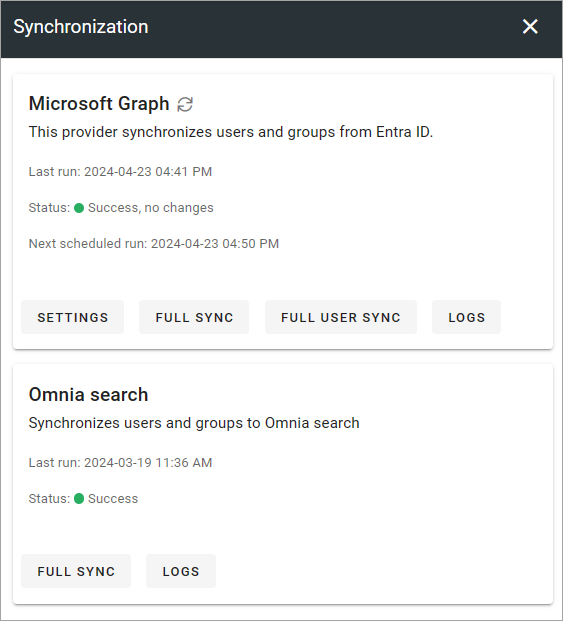 Synchronization
Microsoft Graph
This provider synchronizes users and groups from Entra ID.
Last run: 2024-04-23 04:41 PM
Status: Success, no changes
Next scheduled run: 2024-04-23 04:50 PM
SETTINGS FULL SYNC FULL USER SYNC LOGS
Omnia search
Synchronizes users and groups to Omnia search
Last run: 2024-03-19 11:36 AM
Status: Success
FULL SYNC LOGS